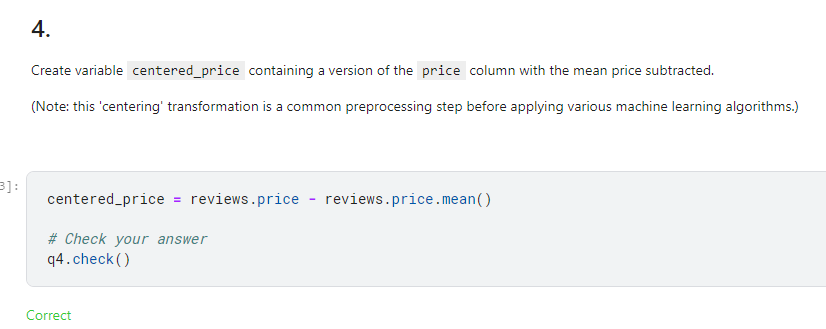 4.
Create variable centered_price containing a version of the price column with the mean price subtracted.
(Note: this 'centering' transformation is a common preprocessing step before applying various machine learning algorithms.)
3]:
centered_price = reviews.price - reviews.price.mean()
# Check your answer
q4.check()
Correct